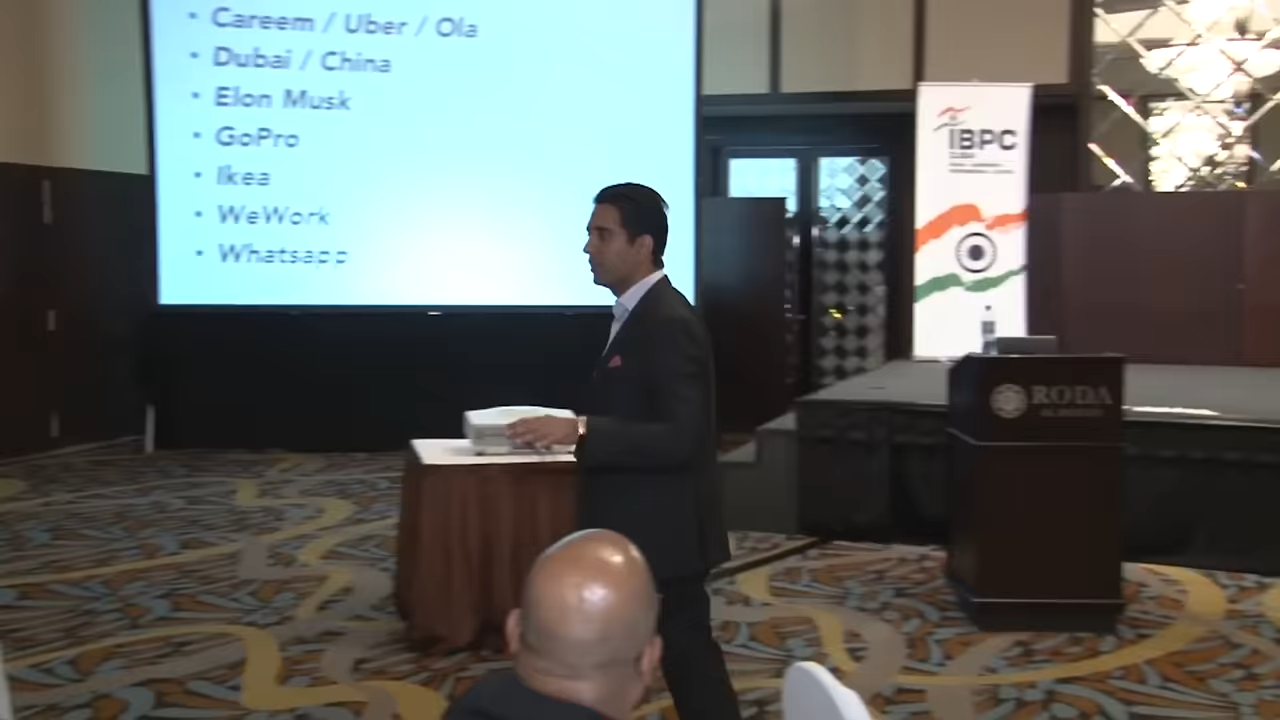 • Careem / Uber / Ola
• Dubai / China
• Elon Musk
• GoPro
• Ikea
• WeWork
• Whatsapp
IBPC
RODA